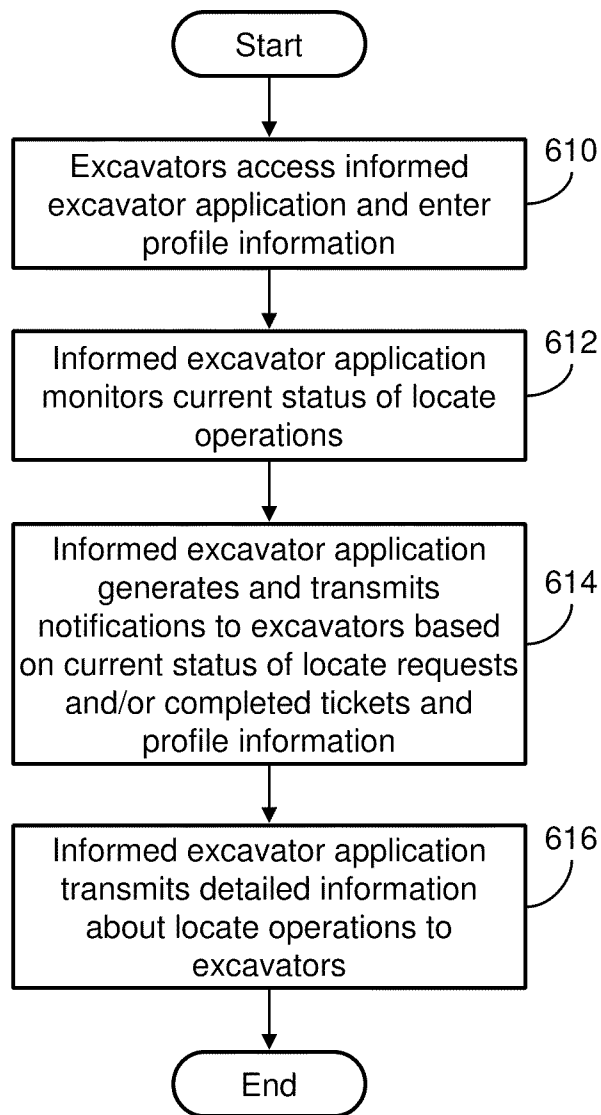 Start
610
Excavators access informed
excavator application and enter
profile information
612
Informed excavator application
monitors current status of locate
operations
614
Informed excavator application
generates and transmits
notifications to excavators based
on current status of locate requests
and/or completed tickets and
profile information
616
Informed excavator application
transmits detailed information
about locate operations to
excavators
End